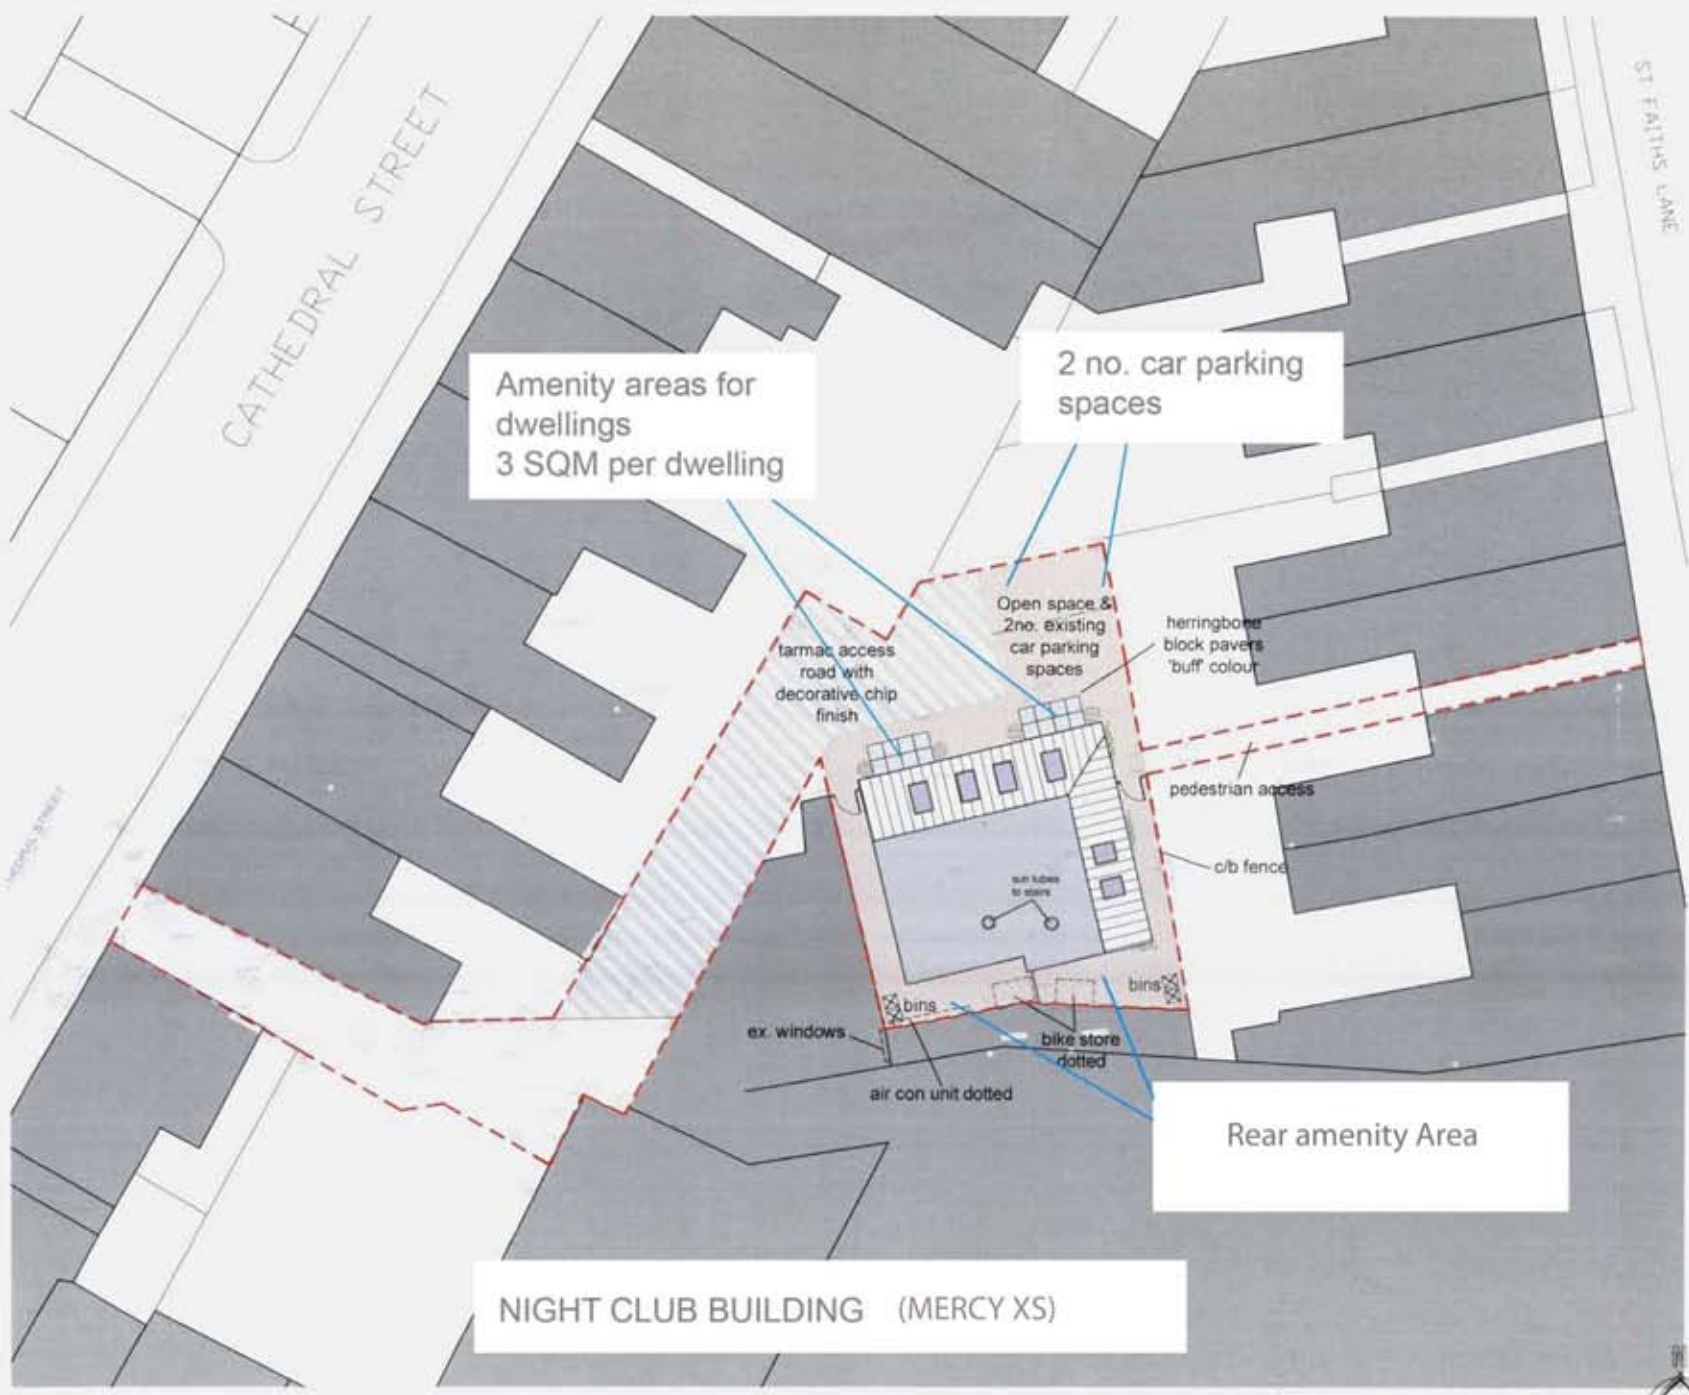 CATHEDRAL STREET
ST FAITHS LANE
Amenity areas for
dwellings
3 SQM per dwelling
2 no. car parking
spaces
Open space &
2no. existing
car parking
spaces
herringbone
block pavers
'buff' colour
tarmac access
road with
decorative chip
finish
pedestrian access
c/b fence
sun tubes
to stairs
bins
bins
ex. windows
bike store
dotted
air con unit dotted
Rear amenity Area
NIGHT CLUB BUILDING (MERCY XS)